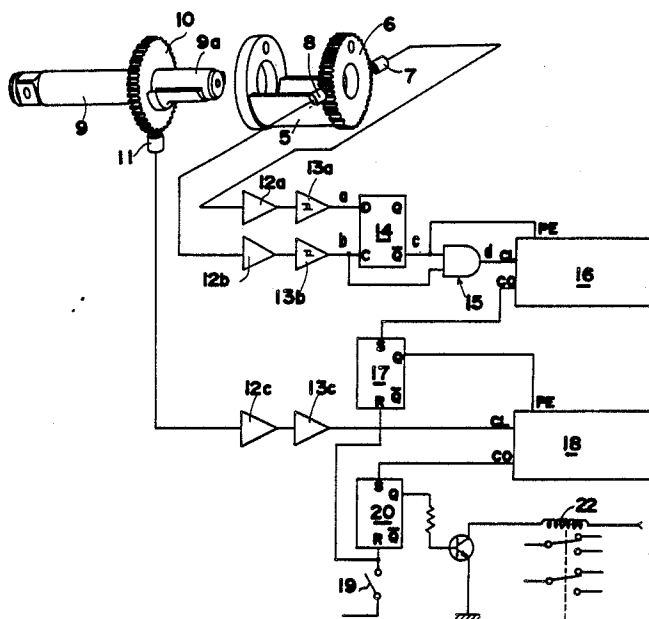 10
9a
6
8
7
9
5
11
13a
12a
a
D Q
14
PE
b
C Q̅
c
d
CL
16
12b
13b
15
CO
S
Q
17
Q̅
R
12c
13c
PE
CL
18
CO
S
Q
20
Q̅
R
22
19